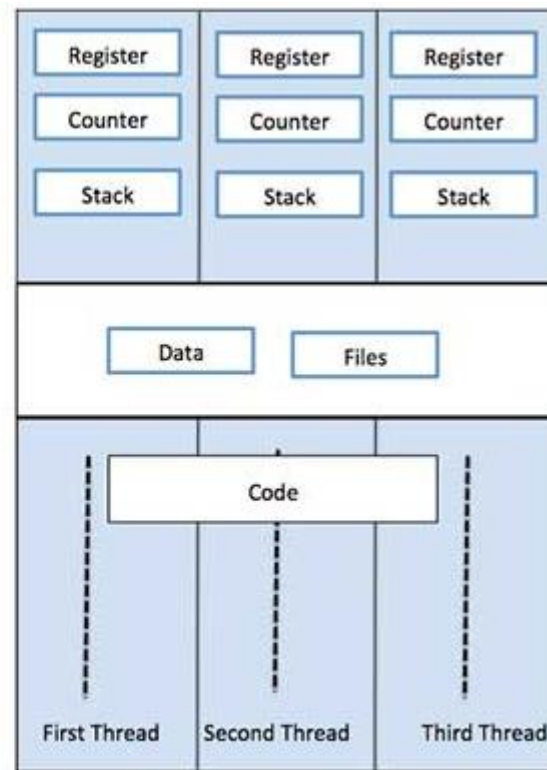 Register Register Register
Counter Counter Counter
Stack Stack Stack
Data Files
Code
First Thread Second Thread Third Thread